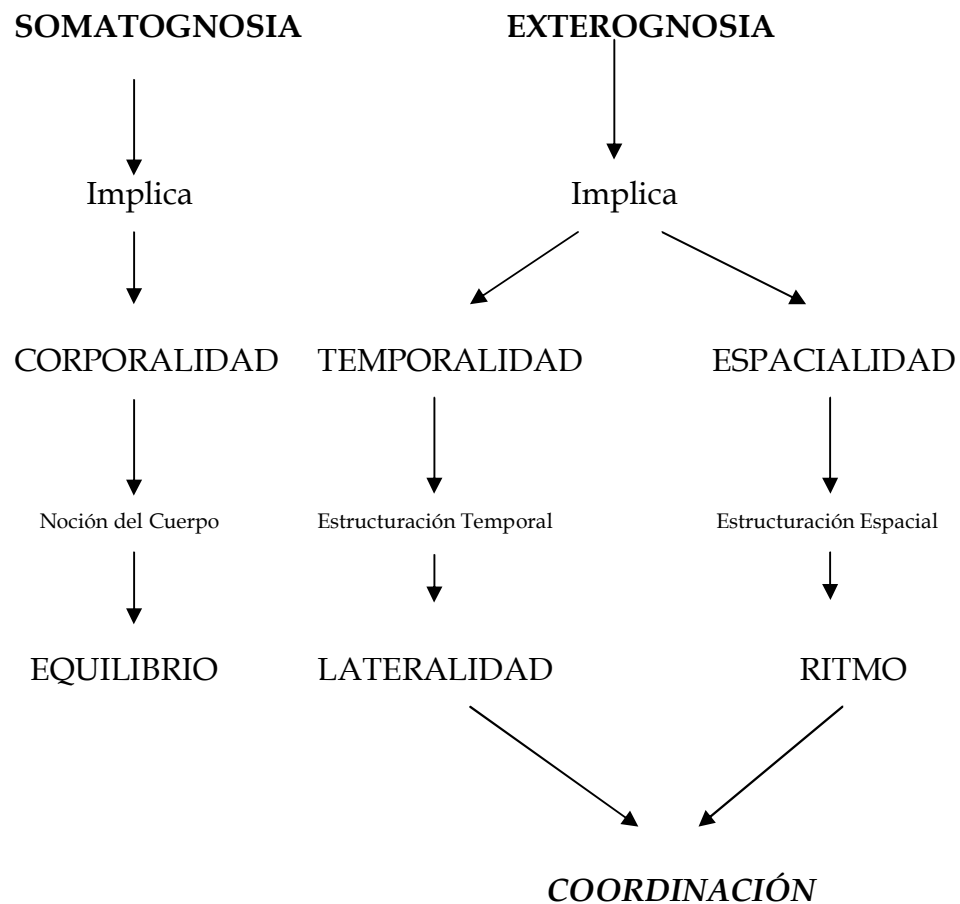 SOMATOGNOSIA EXTEROGNOSIA
Implica Implica
CORPORALIDAD TEMPORALIDAD ESPACIALIDAD
Noción del Cuerpo Estructuración Temporal Estructuración Espacial
EQUILIBRIO LATERALIDAD RITMO
COORDINACIÓN